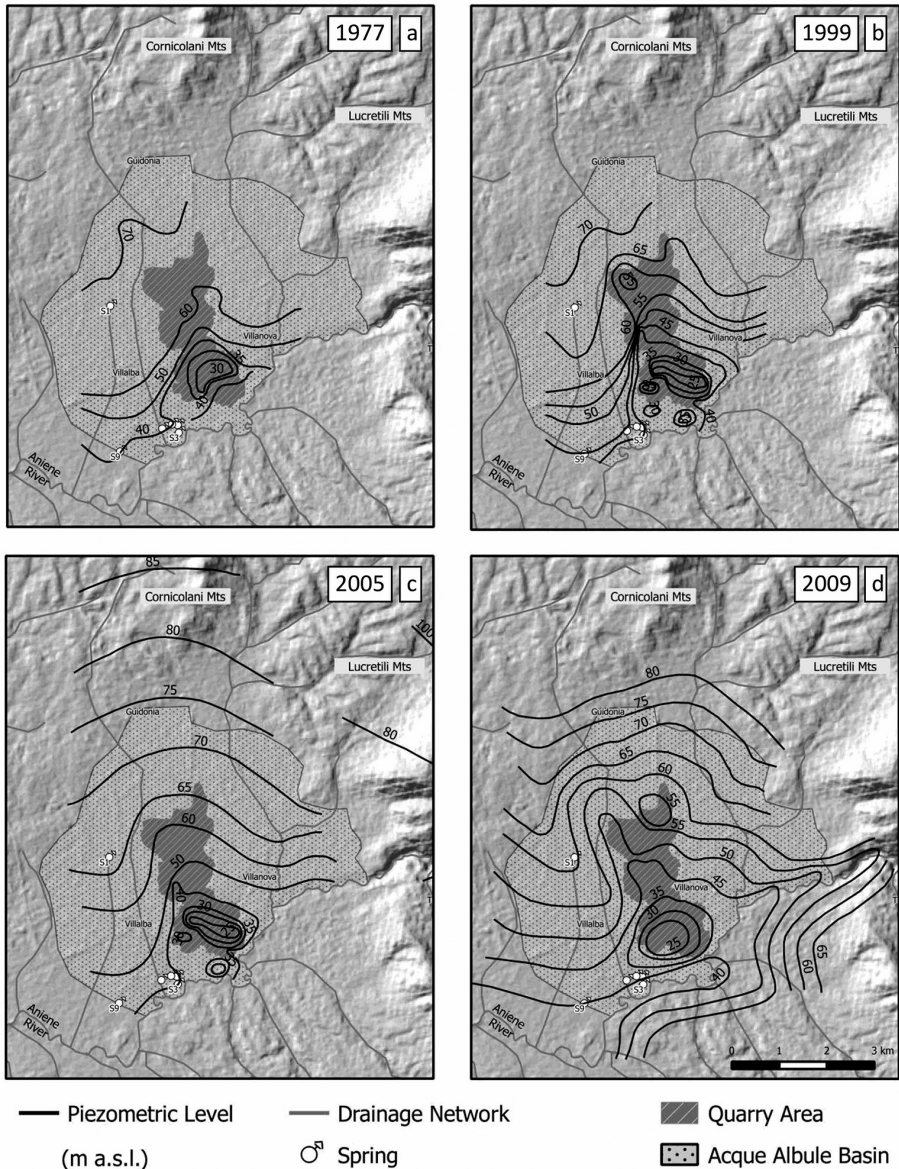 1977 a
Cornicolani Mts
Lucretili Mts
Guidonia
70
S1
60
Villanova
35
30
50
Villalba
40
40
S3
S9
Aniene
River
1999 b
Cornicolani Mts
Lucretili Mts
Guidonia
70
65
55
S1
60
45
Villanova
35
30
Villalba
50
40
S3
S9
Aniene
River
2005 c
85
Cornicolani Mts
100
80
Lucretili Mts
75
Guidonia
80
70
65
60
S1
50
30
35
Villalba
S3
S9
Aniene
River
2009 d
Cornicolani Mts
Lucretili Mts
80
75
Guidonia
70
65
60
55
55
S1
50
45
Villanova
35
30
Villalba
25
40
65
60
S3
S9
Aniene
River
0 1 2 3 km
Piezometric Level
(m a.s.l.)
Drainage Network
Spring
Quarry Area
Acque Albule Basin